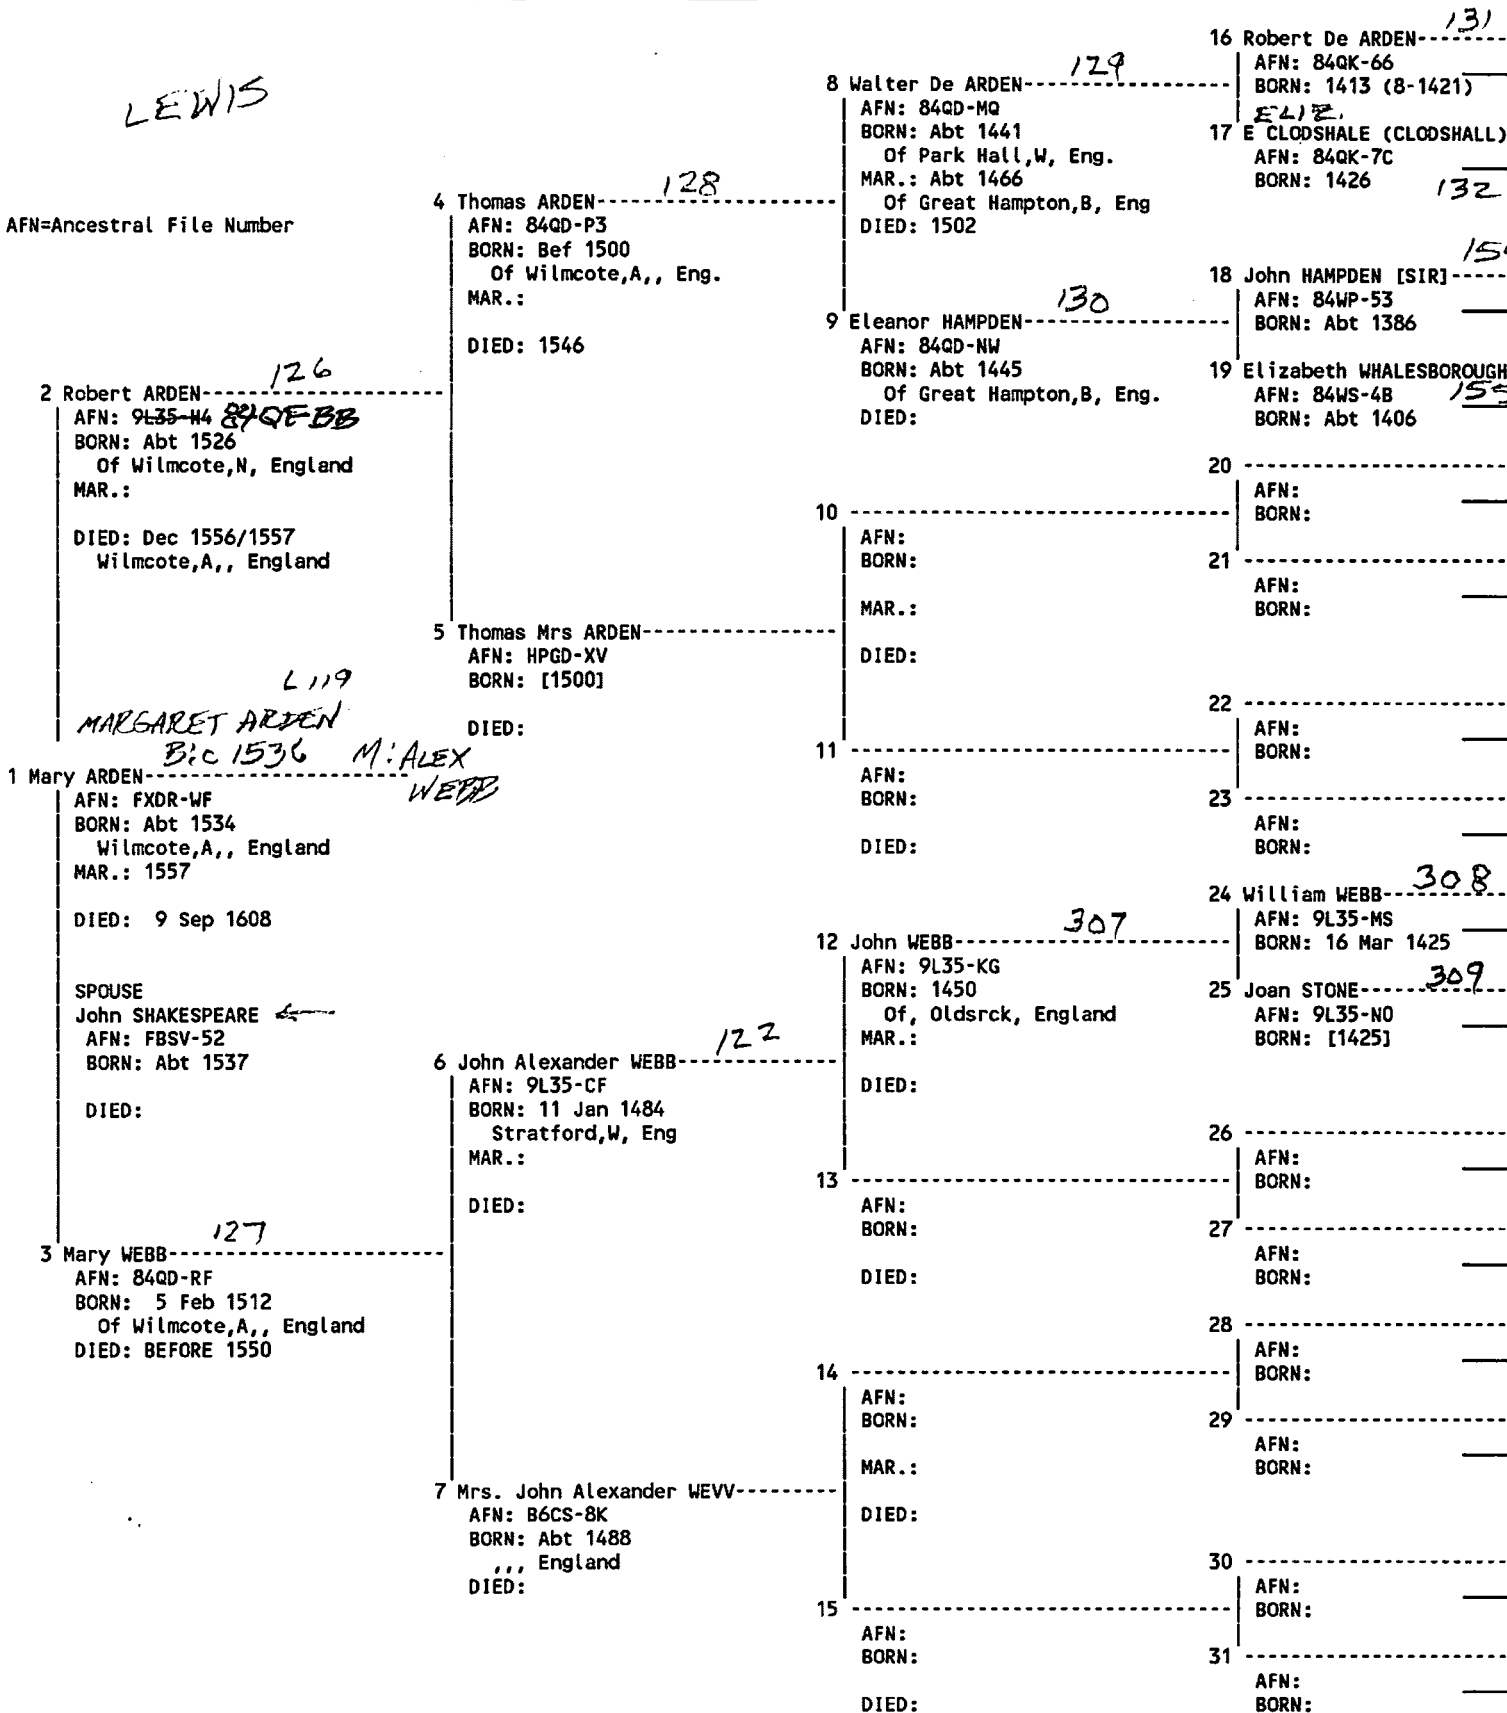 LEWIS
AFN=Ancestral File Number
126
2 Robert ARDEN
AFN: 9L35-H4 84QEBB
BORN: Abt 1526
Of Wilmcote,N, England
MAR.:
DIED: Dec 1556/1557
Wilmcote,A,, England
L119
MARGARET ARDEN
B:c 1536 M: ALEX
WEBB
1 Mary ARDEN
AFN: FXDR-WF
BORN: Abt 1534
Wilmcote,A,, England
MAR.: 1557
DIED: 9 Sep 1608
SPOUSE
John SHAKESPEARE
AFN: FBSV-52
BORN: Abt 1537
DIED:
127
3 Mary WEBB
AFN: 84QD-RF
BORN: 5 Feb 1512
Of Wilmcote,A,, England
DIED: BEFORE 1550
128
4 Thomas ARDEN
AFN: 84QD-P3
BORN: Bef 1500
Of Wilmcote,A,, Eng.
MAR.:
DIED: 1546
5 Thomas Mrs ARDEN
AFN: HPGD-XV
BORN: [1500]
DIED:
122
6 John Alexander WEBB
AFN: 9L35-CF
BORN: 11 Jan 1484
Stratford,W, Eng
MAR.:
DIED:
7 Mrs. John Alexander WEVV
AFN: B6CS-8K
BORN: Abt 1488
,,, England
DIED:
129
8 Walter De ARDEN
AFN: 84QD-MQ
BORN: Abt 1441
Of Park Hall,W, Eng.
MAR.: Abt 1466
Of Great Hampton,B, Eng
DIED: 1502
130
9 Eleanor HAMPDEN
AFN: 84QD-NW
BORN: Abt 1445
Of Great Hampton,B, Eng.
DIED:
10
AFN:
BORN:
MAR.:
DIED:
11
AFN:
BORN:
DIED:
307
12 John WEBB
AFN: 9L35-KG
BORN: 1450
Of, Oldsrck, England
MAR.:
DIED:
13
AFN:
BORN:
DIED:
14
AFN:
BORN:
MAR.:
DIED:
15
AFN:
BORN:
DIED:
131
16 Robert De ARDEN
AFN: 84QK-66
BORN: 1413 (8-1421)
ELIZ.
17 E CLODSHALE (CLODSHALL)
AFN: 84QK-7C
BORN: 1426 132
18 John HAMPDEN [SIR]
AFN: 84WP-53
BORN: Abt 1386
19 Elizabeth WHALESBOROUGH
AFN: 84WS-4B
BORN: Abt 1406
20
AFN:
BORN:
21
AFN:
BORN:
22
AFN:
BORN:
23
AFN:
BORN:
308
24 William WEBB
AFN: 9L35-MS
BORN: 16 Mar 1425
309
25 Joan STONE
AFN: 9L35-N0
BORN: [1425]
26
AFN:
BORN:
27
AFN:
BORN:
28
AFN:
BORN:
29
AFN:
BORN:
30
AFN:
BORN:
31
AFN:
BORN: